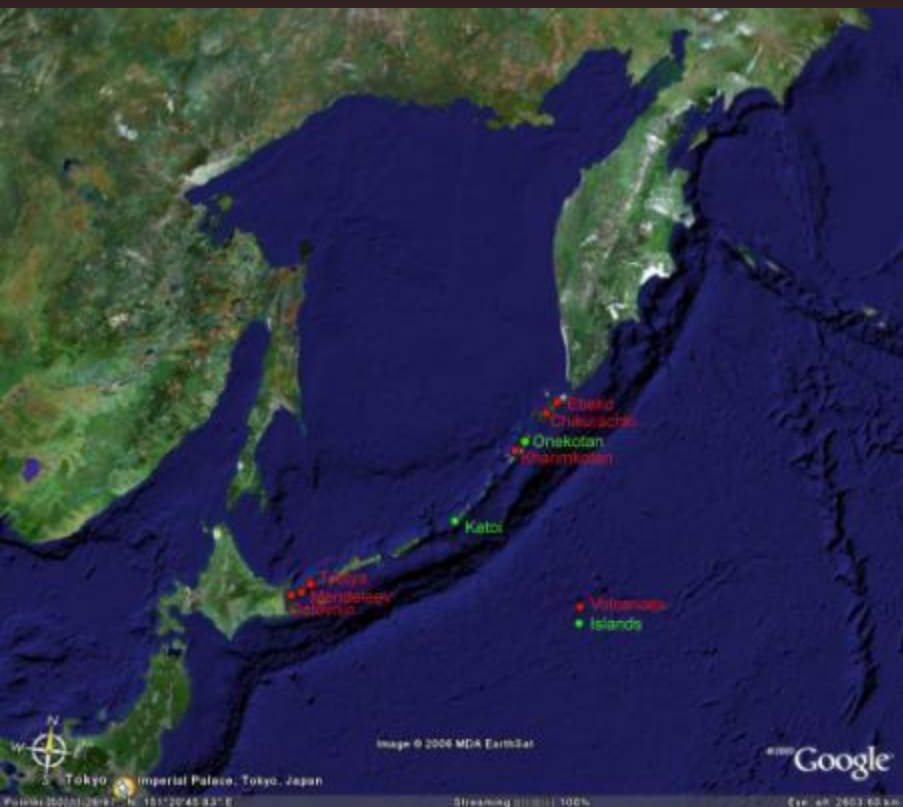 Ebeko
Chikurachki
Onekotan
Kharimkotan
Ketoi
Tyatya
Mendeleev
Golovnin
Volcanoes
Islands
N
W
S
Image © 2006 MDA EarthSat
Google
Tokyo
Imperial Palace, Tokyo, Japan
Streaming 100%